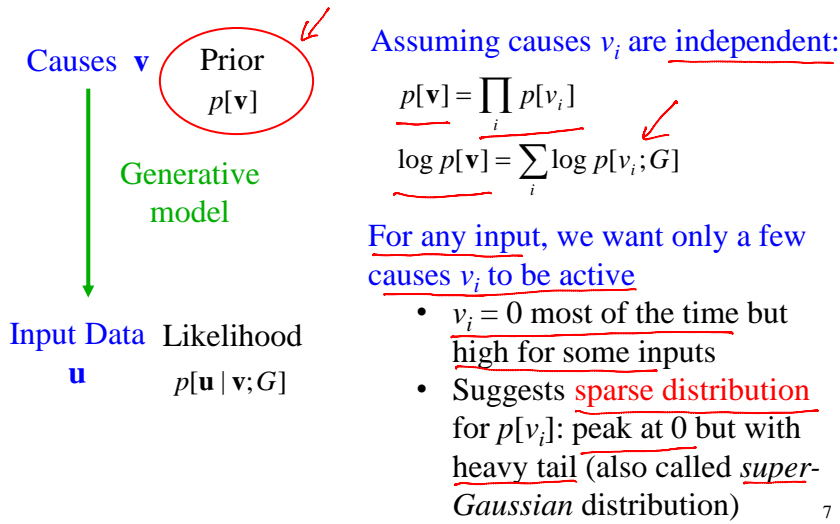 Causes v
Prior
p[v]
Generative
model
Input Data
u
Likelihood
p[u | v;G]
Assuming causes vᵢ are independent:
p[v] = ∏ᵢ p[vᵢ]
log p[v] = ∑ᵢ log p[vᵢ;G]
For any input, we want only a few
causes vᵢ to be active
• vᵢ = 0 most of the time but
high for some inputs
• Suggests sparse distribution
for p[vᵢ]: peak at 0 but with
heavy tail (also called super-
Gaussian distribution)
7